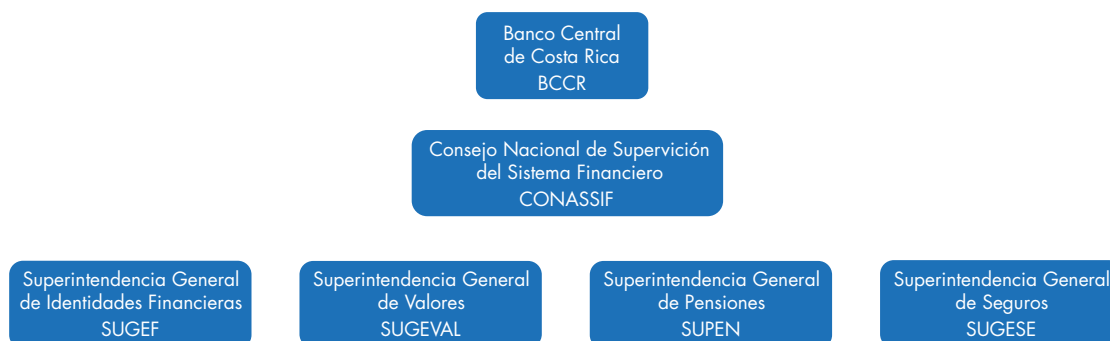 Banco Central
de Costa Rica
BCCR
Consejo Nacional de Supervición
del Sistema Financiero
CONASSIF
Superintendencia General
de Identidades Financieras
SUGEF
Superintendencia General
de Valores
SUGEVAL
Superintendencia General
de Pensiones
SUPEN
Superintendencia General
de Seguros
SUGESE